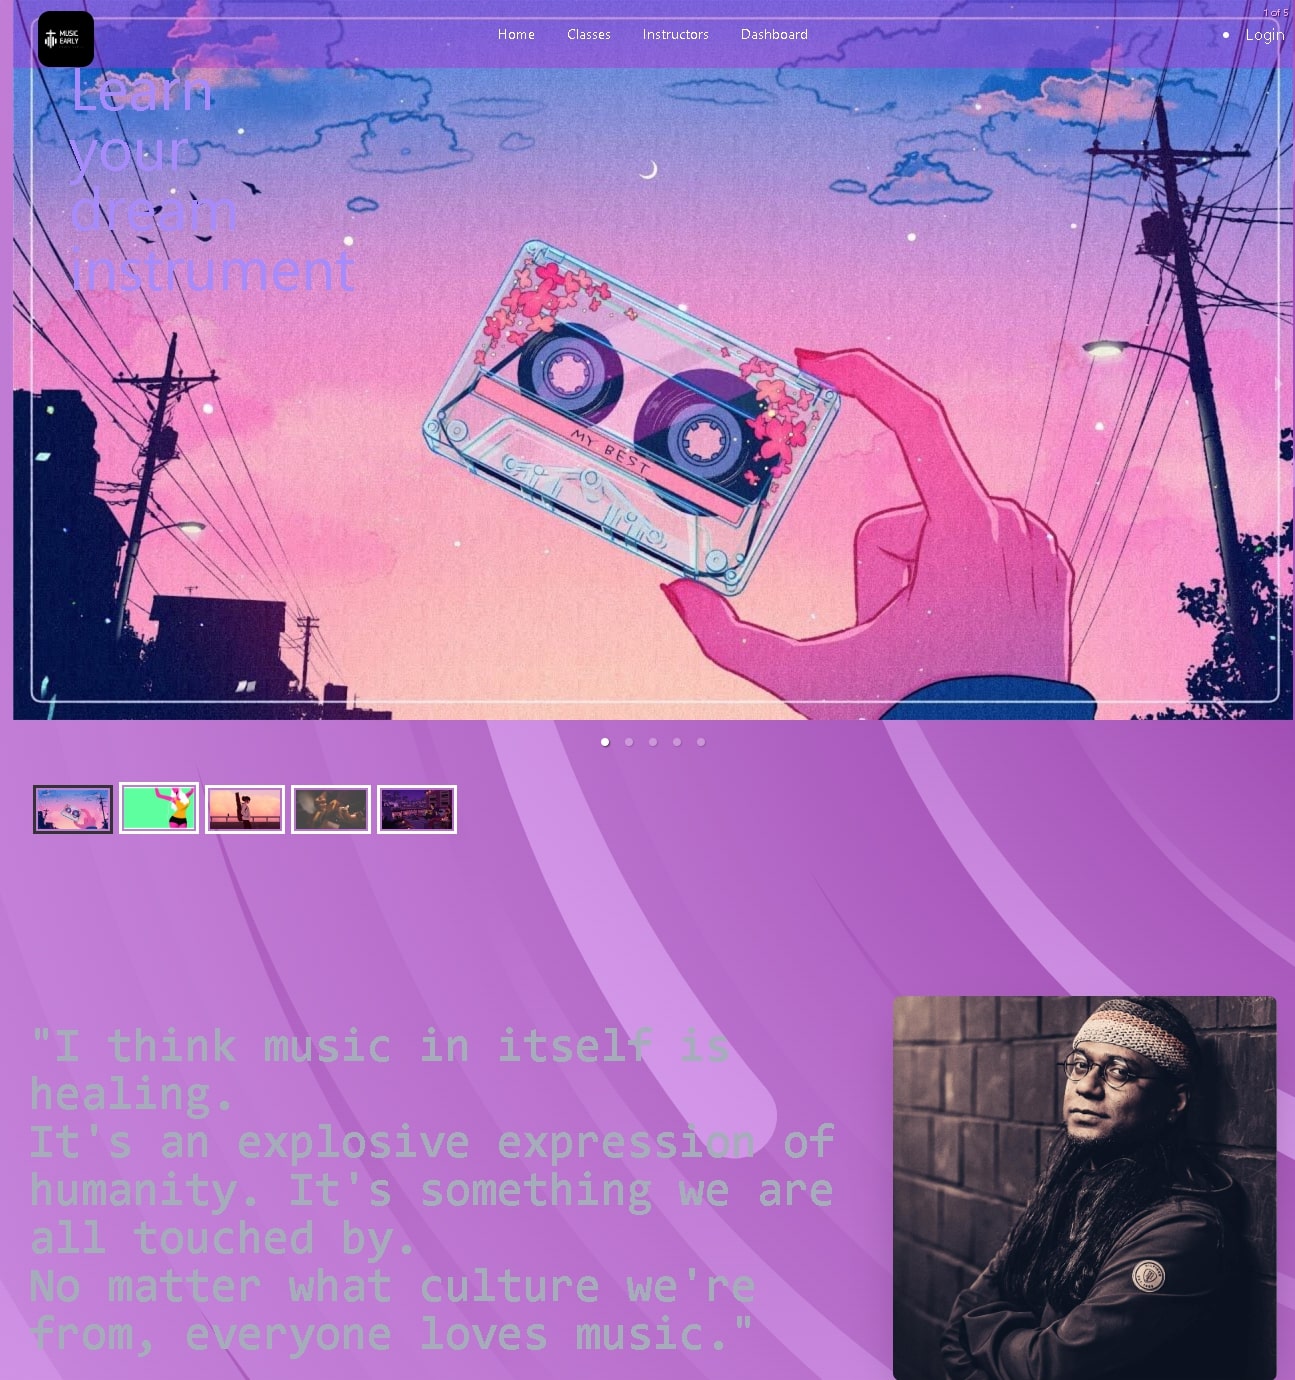 MUSIC
EARLY
Home Classes Instructors Dashboard
1 of 5
Login
Learn
your
dream
instrument
MY BEST
"I think music in itself is
healing.
It's an explosive expression of
humanity. It's something we are
all touched by.
No matter what culture we're
from, everyone loves music."